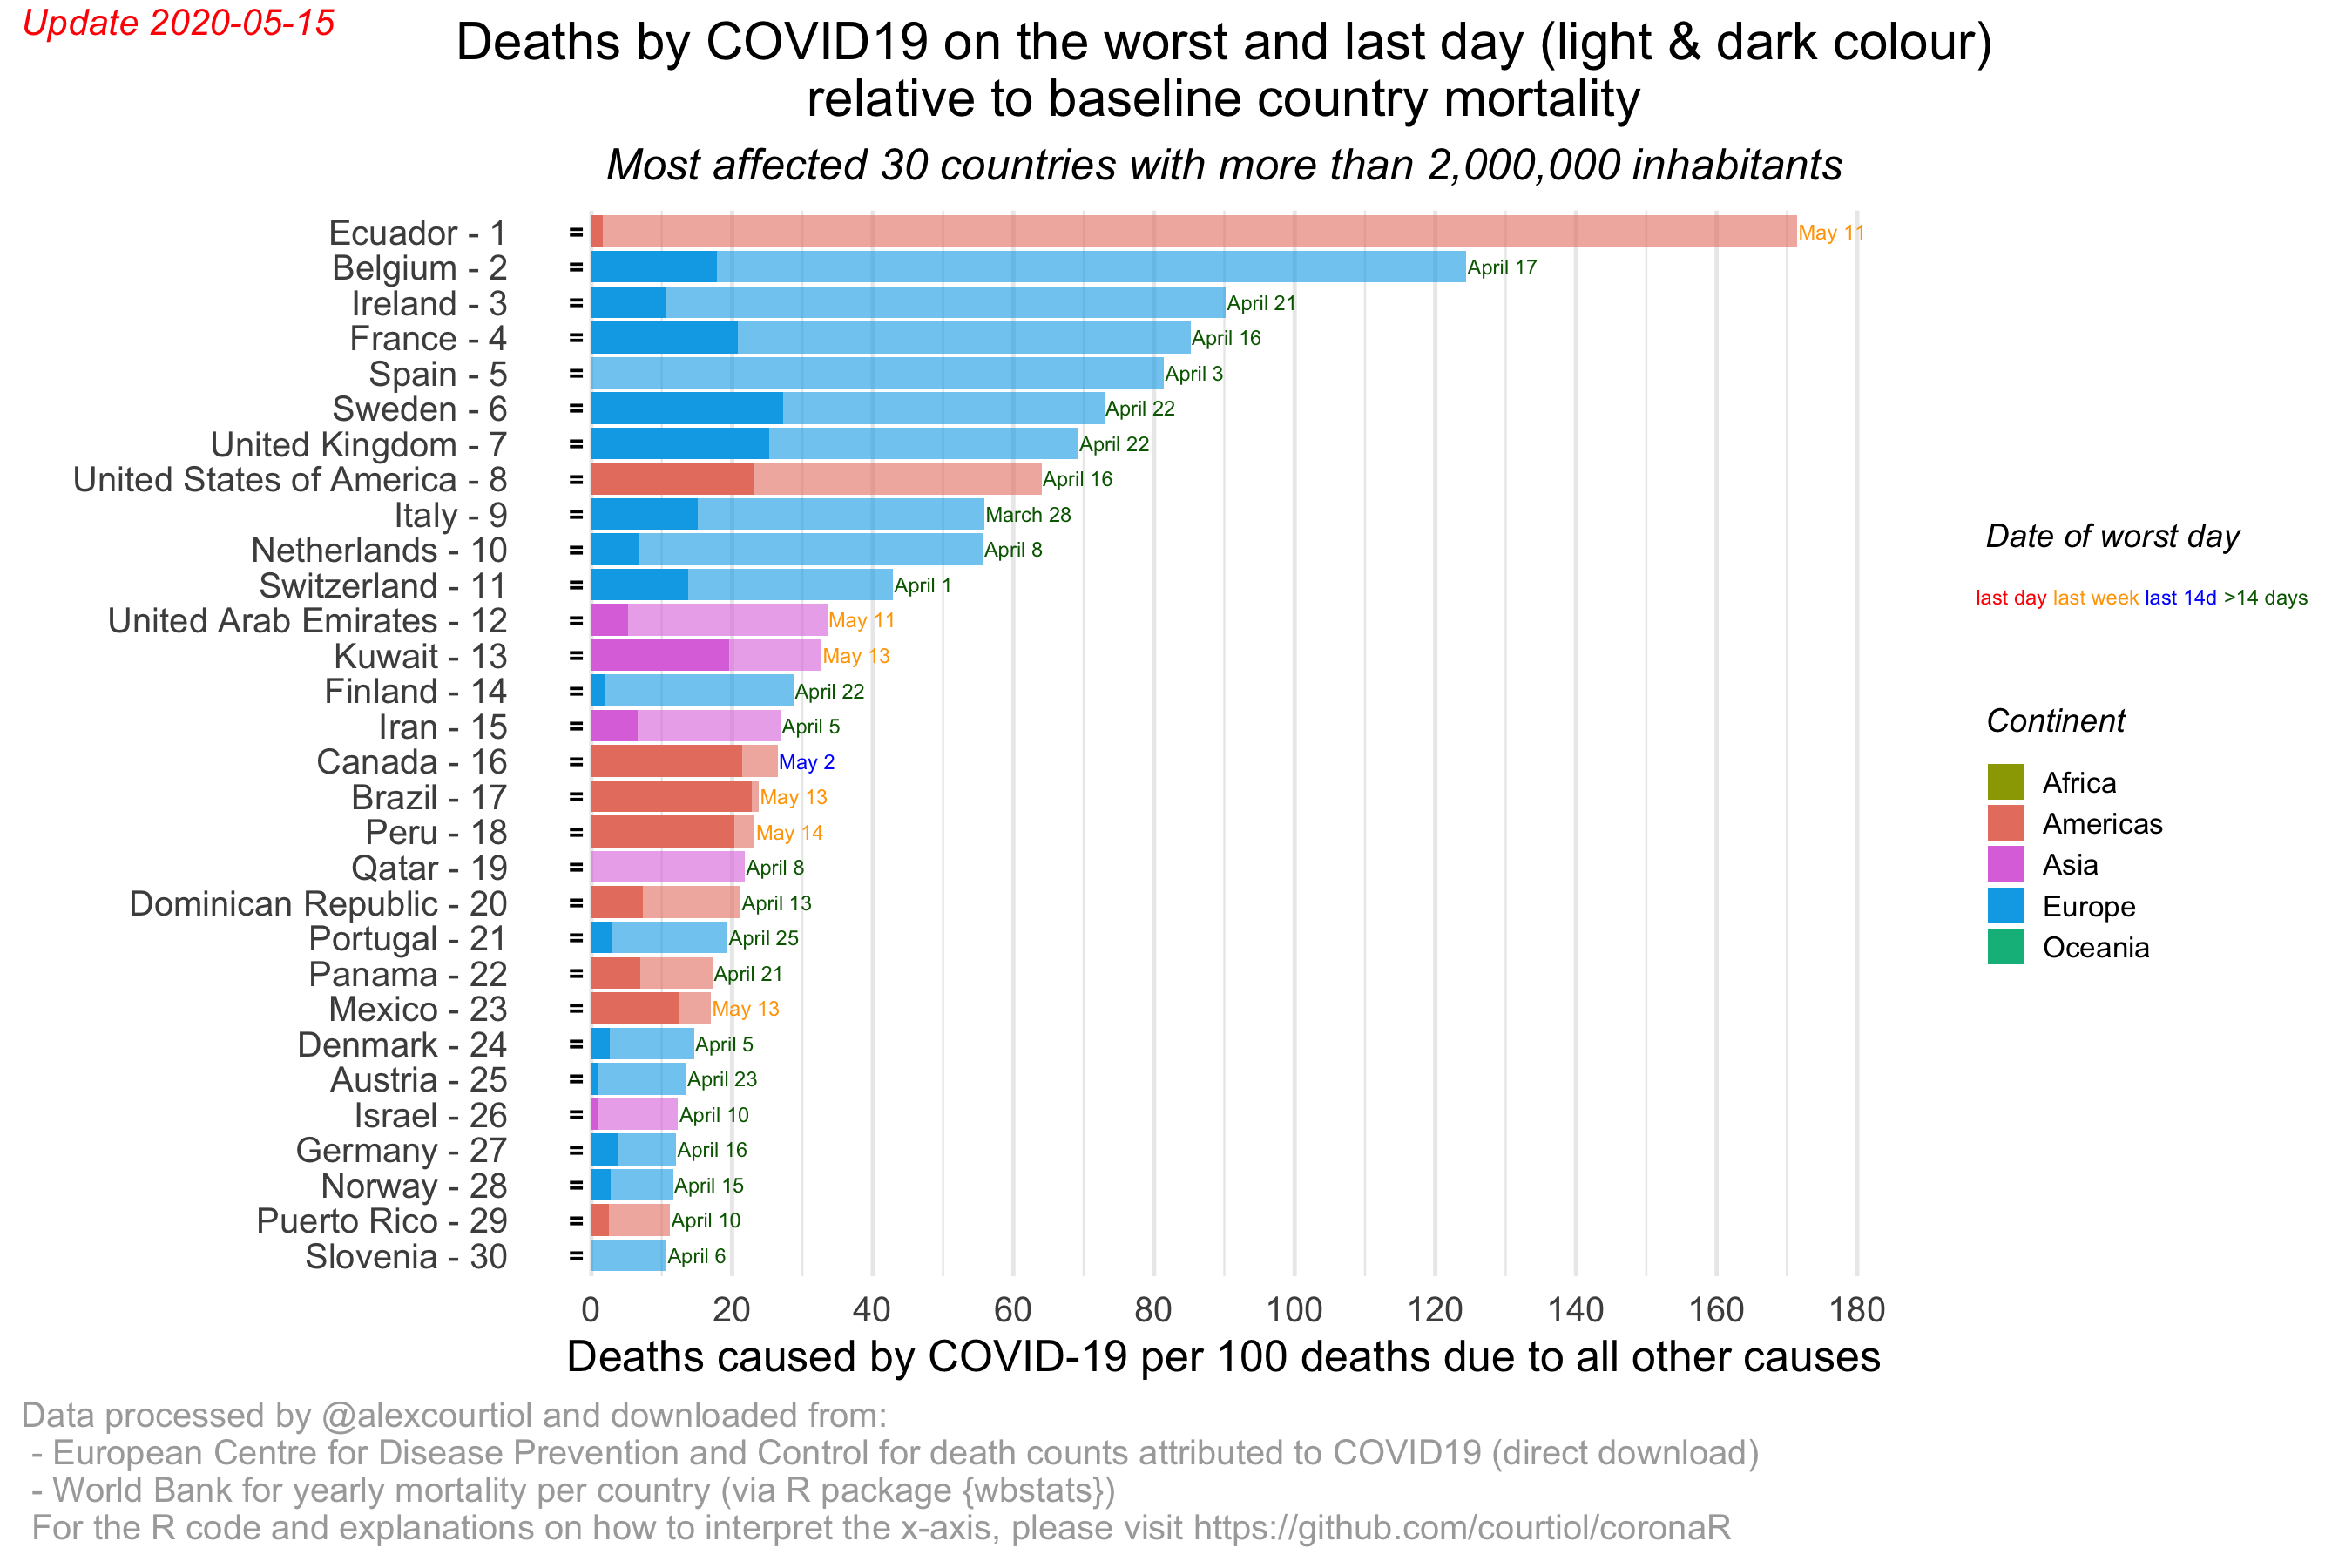 Update 2020-05-15
Deaths by COVID19 on the worst and last day (light & dark colour)
relative to baseline country mortality
Most affected 30 countries with more than 2,000,000 inhabitants
Ecuador - 1 = May 11
Belgium - 2 = April 17
Ireland - 3 = April 21
France - 4 = April 16
Spain - 5 = April 3
Sweden - 6 = April 22
United Kingdom - 7 = April 22
United States of America - 8 = April 16
Italy - 9 = March 28
Netherlands - 10 = April 8
Switzerland - 11 = April 1
United Arab Emirates - 12 = May 11
Kuwait - 13 = May 13
Finland - 14 = April 22
Iran - 15 = April 5
Canada - 16 = May 2
Brazil - 17 = May 13
Peru - 18 = May 14
Qatar - 19 = April 8
Dominican Republic - 20 = April 13
Portugal - 21 = April 25
Panama - 22 = April 21
Mexico - 23 = May 13
Denmark - 24 = April 5
Austria - 25 = April 23
Israel - 26 = April 10
Germany - 27 = April 16
Norway - 28 = April 15
Puerto Rico - 29 = April 10
Slovenia - 30 = April 6
0 20 40 60 80 100 120 140 160 180
Deaths caused by COVID-19 per 100 deaths due to all other causes
Date of worst day
last day last week last 14d >14 days
Continent
Africa
Americas
Asia
Europe
Oceania
Data processed by @alexcourtiol and downloaded from:
- European Centre for Disease Prevention and Control for death counts attributed to COVID19 (direct download)
- World Bank for yearly mortality per country (via R package {wbstats})
For the R code and explanations on how to interpret the x-axis, please visit https://github.com/courtiol/coronaR